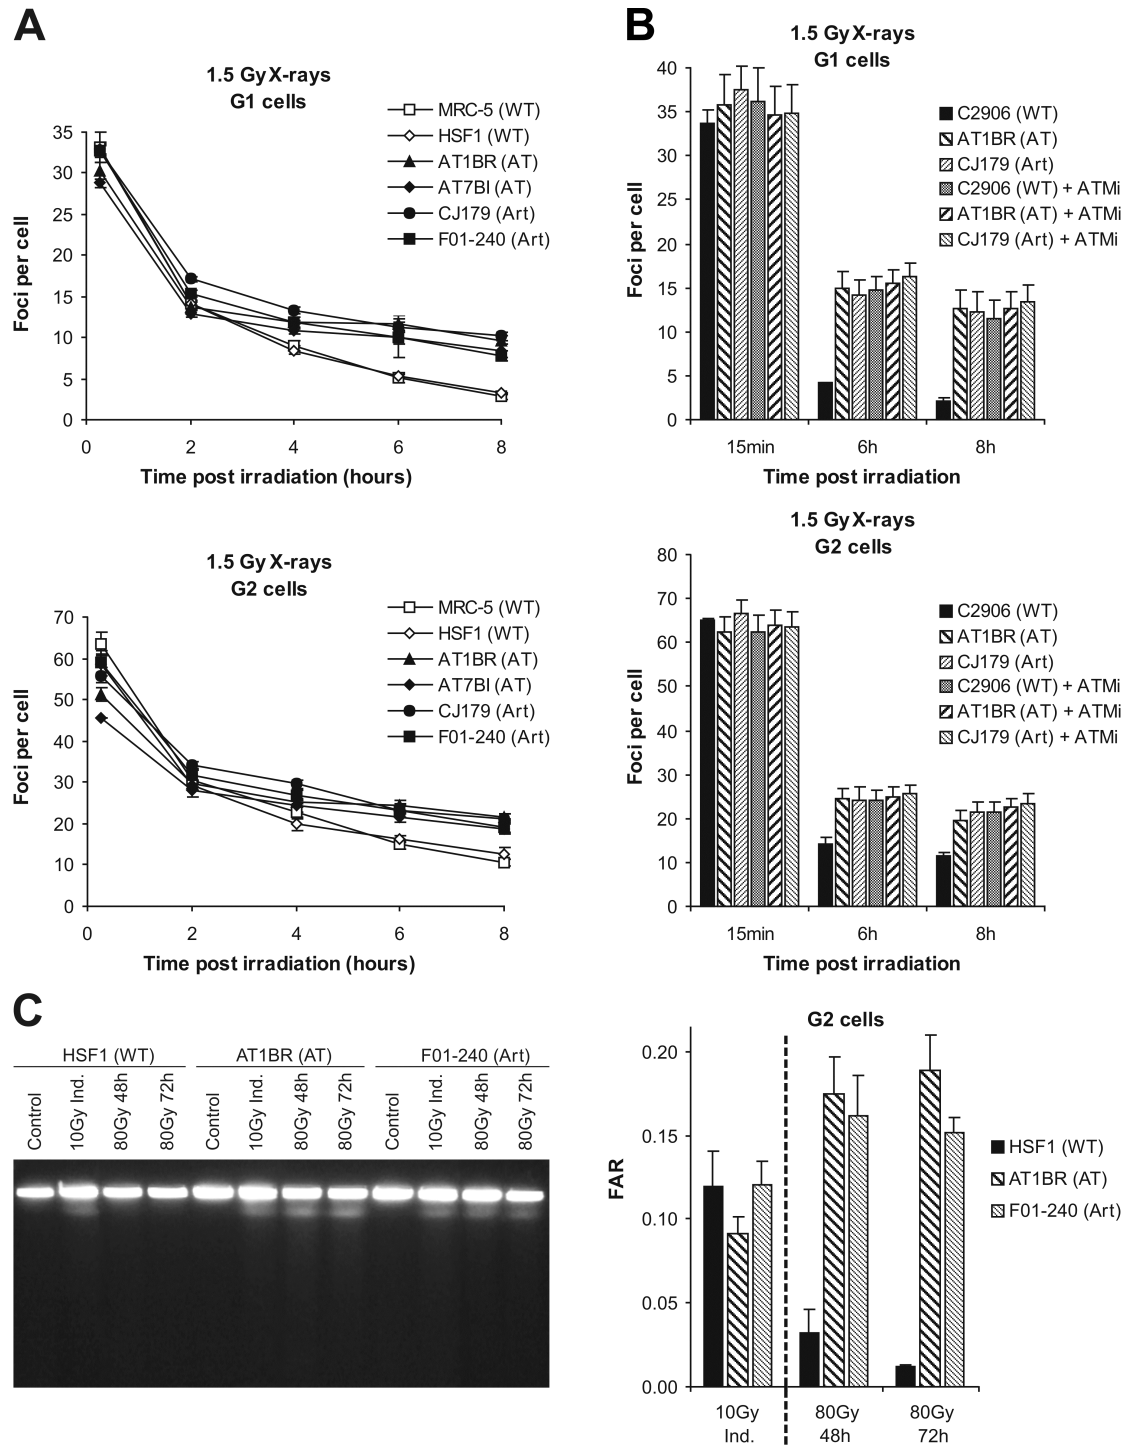 A
1.5 Gy X-rays
G1 cells
MRC-5 (WT)
HSF1 (WT)
AT1BR (AT)
AT7BI (AT)
CJ179 (Art)
F01-240 (Art)
Foci per cell
35
30
25
20
15
10
5
0
0 2 4 6 8
Time post irradiation (hours)
1.5 Gy X-rays
G2 cells
MRC-5 (WT)
HSF1 (WT)
AT1BR (AT)
AT7BI (AT)
CJ179 (Art)
F01-240 (Art)
Foci per cell
70
60
50
40
30
20
10
0
0 2 4 6 8
Time post irradiation (hours)
B
1.5 Gy X-rays
G1 cells
C2906 (WT)
AT1BR (AT)
CJ179 (Art)
C2906 (WT) + ATMi
AT1BR (AT) + ATMi
CJ179 (Art) + ATMi
Foci per cell
40
35
30
25
20
15
10
5
0
15min 6h 8h
Time post irradiation
1.5 Gy X-rays
G2 cells
C2906 (WT)
AT1BR (AT)
CJ179 (Art)
C2906 (WT) + ATMi
AT1BR (AT) + ATMi
CJ179 (Art) + ATMi
Foci per cell
80
70
60
50
40
30
20
10
0
15min 6h 8h
Time post irradiation
C
HSF1 (WT) AT1BR (AT) F01-240 (Art)
Control
10Gy Ind.
80Gy 48h
80Gy 72h
Control
10Gy Ind.
80Gy 48h
80Gy 72h
Control
10Gy Ind.
80Gy 48h
80Gy 72h
G2 cells
FAR
0.20
0.15
0.10
0.05
0.00
10Gy 80Gy 80Gy
Ind. 48h 72h
HSF1 (WT)
AT1BR (AT)
F01-240 (Art)